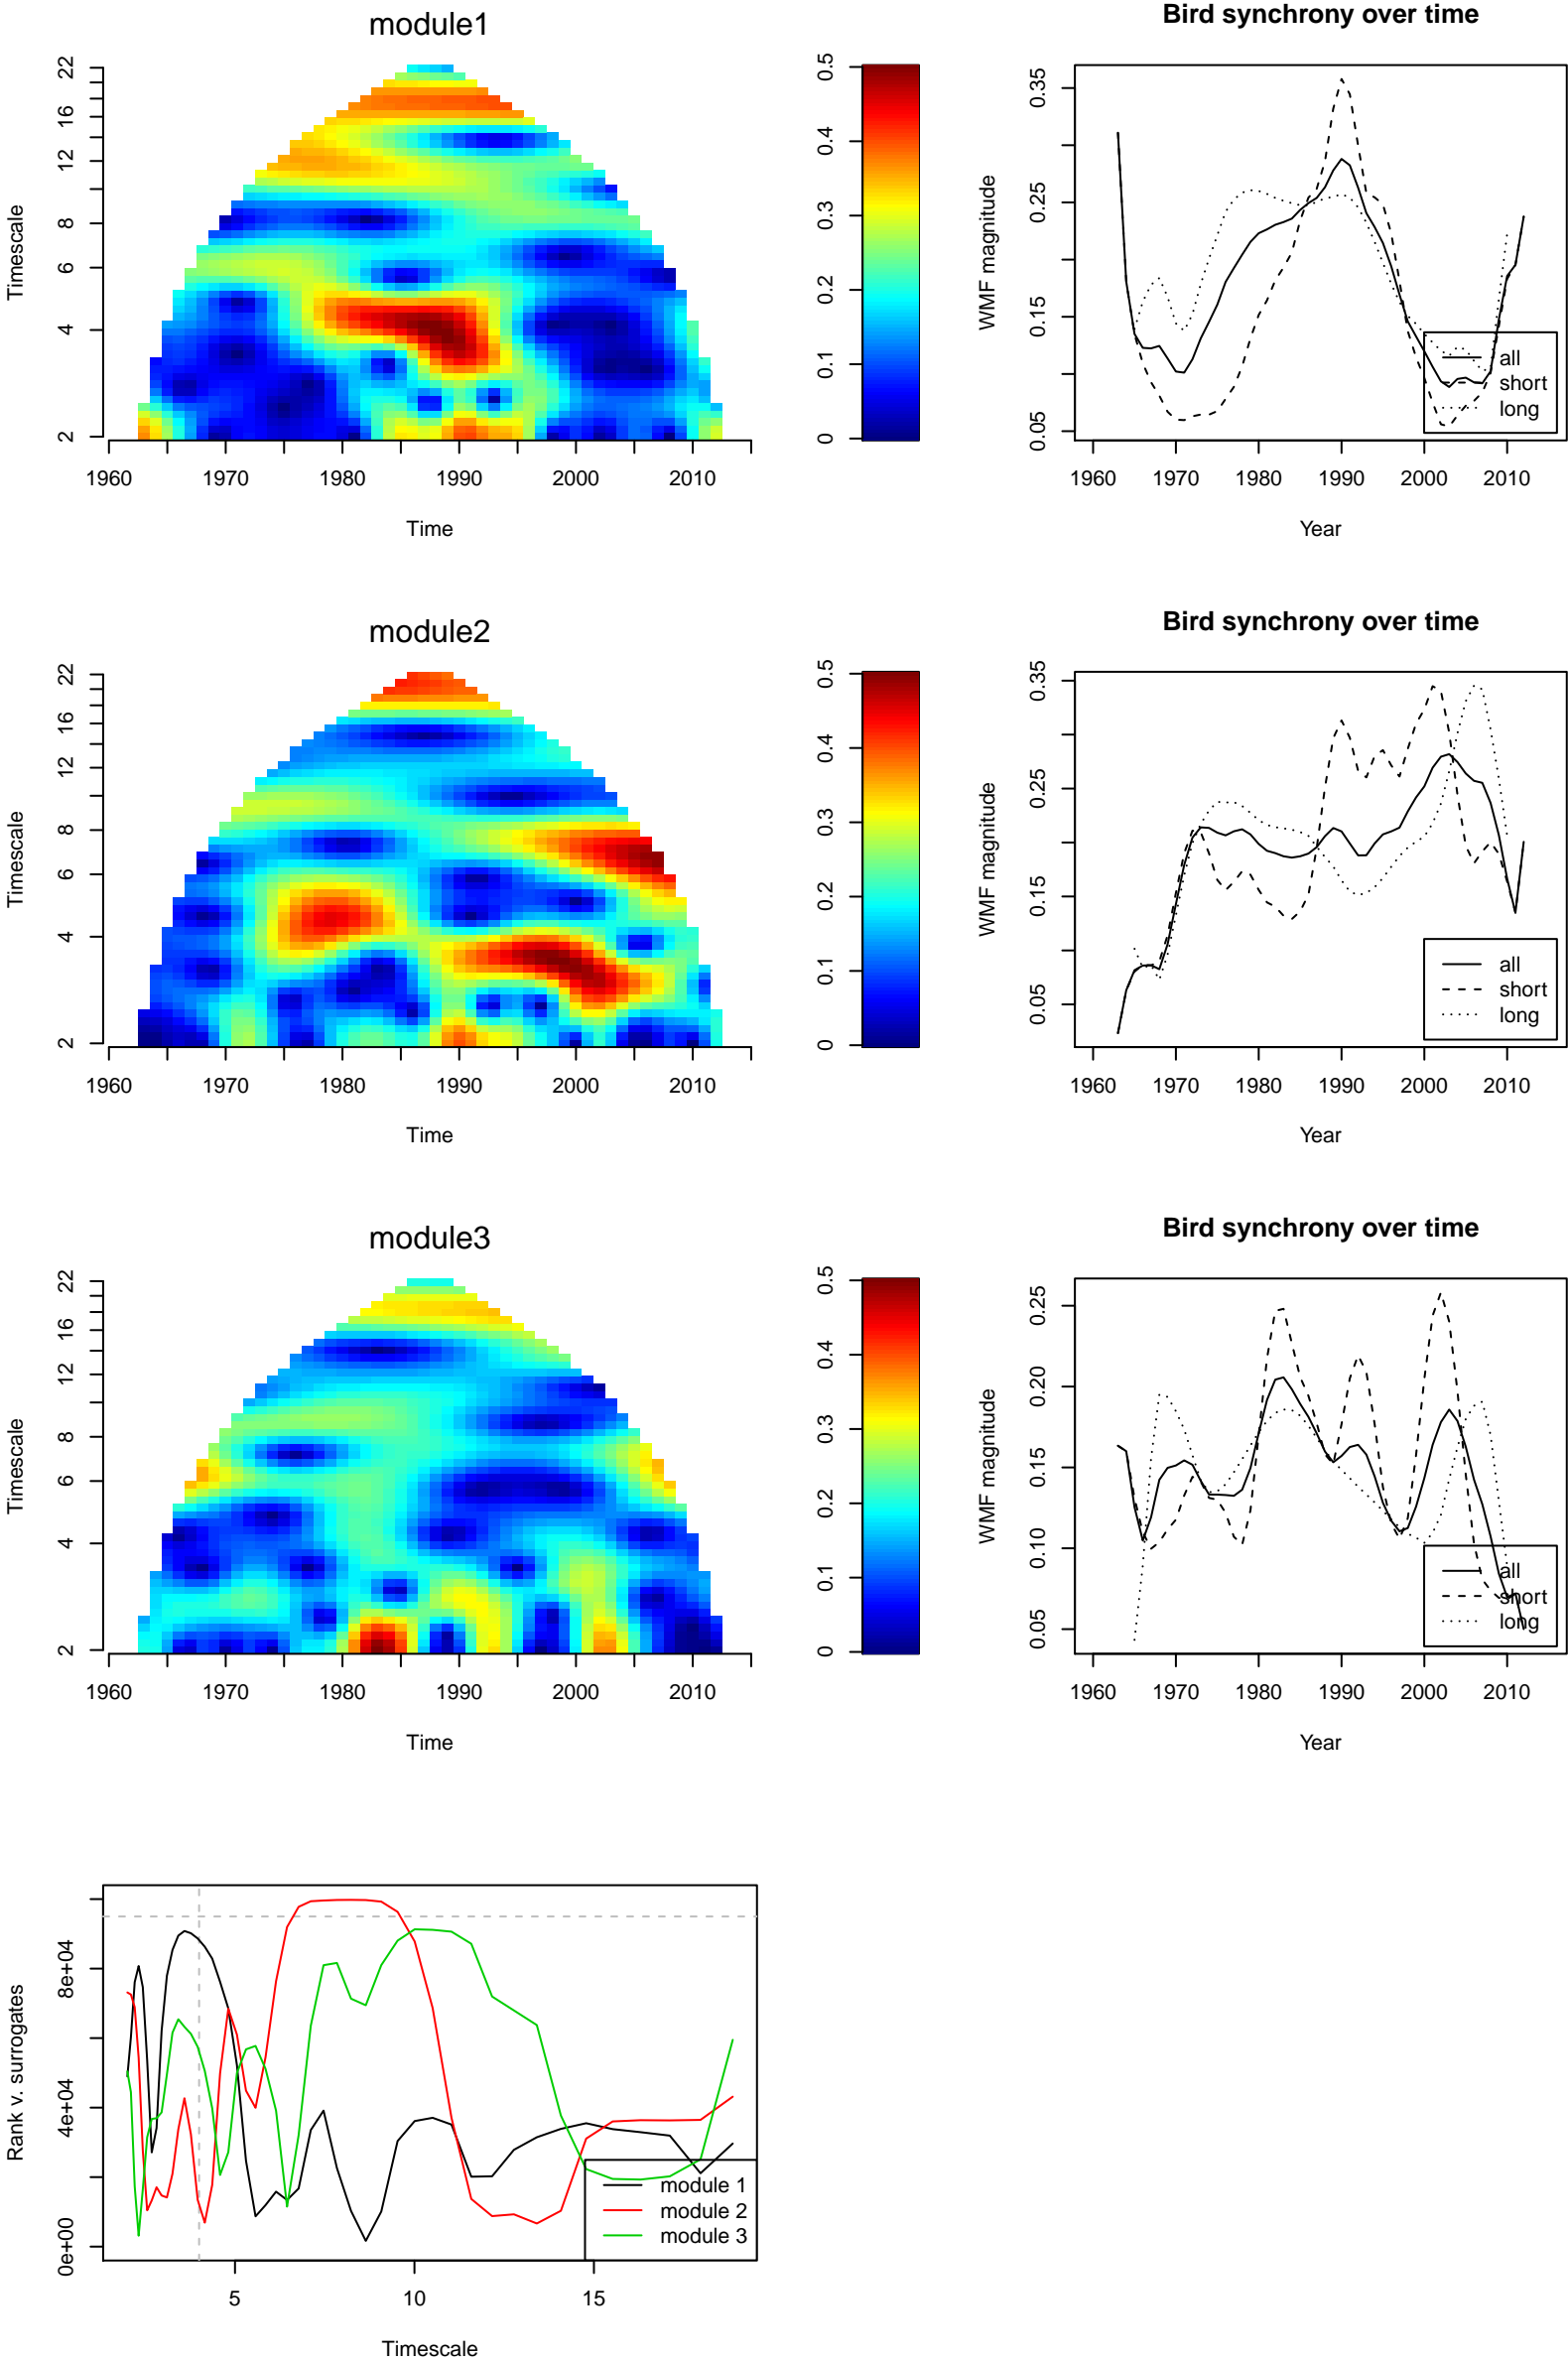 module1
Bird synchrony over time
22
16
12
8
6
4
2
Timescale
1960 1970 1980 1990 2000 2010
Time
0.5
0.4
0.3
0.2
0.1
0
0.35
0.25
0.15
0.05
WMF magnitude
all
short
long
1960 1970 1980 1990 2000 2010
Year
module2
Bird synchrony over time
22
16
12
8
6
4
2
Timescale
1960 1970 1980 1990 2000 2010
Time
0.5
0.4
0.3
0.2
0.1
0
0.35
0.25
0.15
0.05
WMF magnitude
all
short
long
1960 1970 1980 1990 2000 2010
Year
module3
Bird synchrony over time
22
16
12
8
6
4
2
Timescale
1960 1970 1980 1990 2000 2010
Time
0.5
0.4
0.3
0.2
0.1
0
0.25
0.20
0.15
0.10
0.05
WMF magnitude
all
short
long
1960 1970 1980 1990 2000 2010
Year
8e+04
4e+04
0e+00
Rank v. surrogates
module 1
module 2
module 3
5 10 15
Timescale